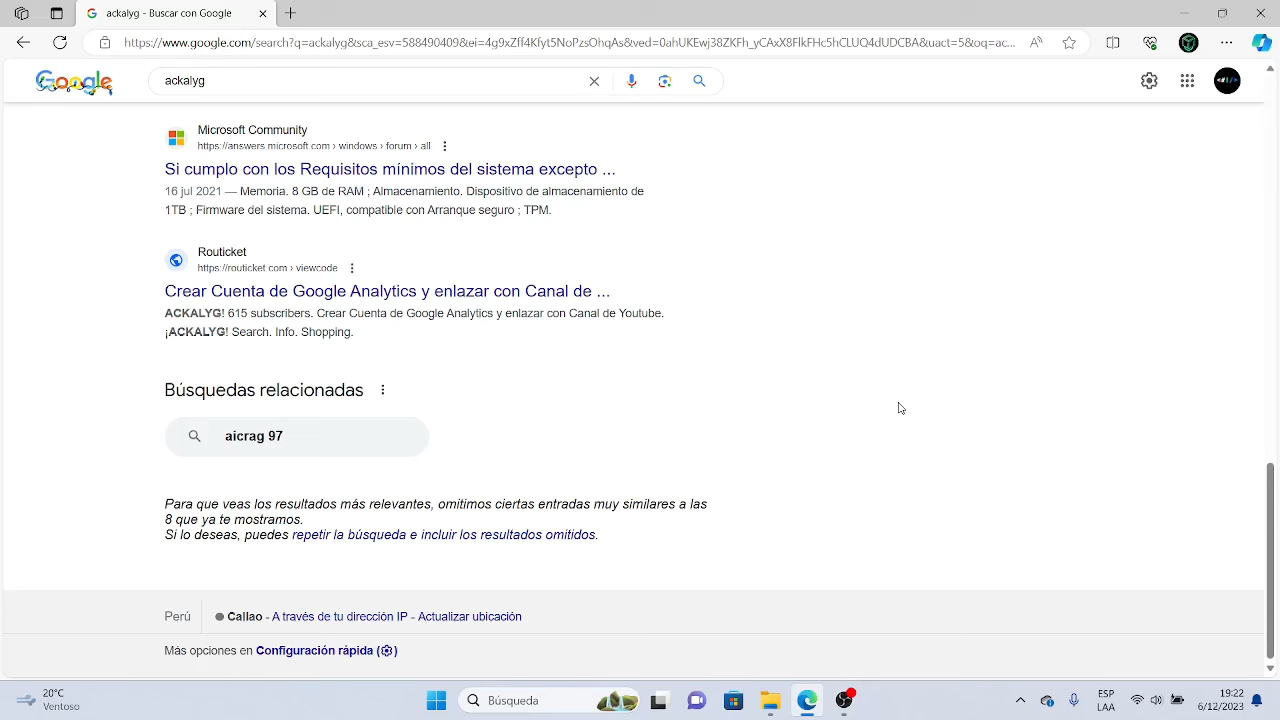 ackalyg - Buscar con Google
https://www.google.com/search?q=ackalyg&sca_esv=588490409&ei=4g9xZff4Kfyt5NoPzsOhqAs&ved=0ahUKEwj38ZKFh_yCAxX8FlkFHc5hCLUQ4dUDCBA&uact=5&oq=ac...
Google
ackalyg
Microsoft Community
https://answers.microsoft.com › windows › forum › all
Si cumplo con los Requisitos mínimos del sistema excepto ...
16 jul 2021 — Memoria. 8 GB de RAM ; Almacenamiento. Dispositivo de almacenamiento de
1TB ; Firmware del sistema. UEFI, compatible con Arranque seguro ; TPM.
Routicket
https://routicket.com › viewcode
Crear Cuenta de Google Analytics y enlazar con Canal de ...
ACKALYG! 615 subscribers. Crear Cuenta de Google Analytics y enlazar con Canal de Youtube.
¡ACKALYG! Search. Info. Shopping.
Búsquedas relacionadas
aicrag 97
Para que veas los resultados más relevantes, omitimos ciertas entradas muy similares a las
8 que ya te mostramos.
Si lo deseas, puedes repetir la búsqueda e incluir los resultados omitidos.
Perú
Callao - A través de tu dirección IP - Actualizar ubicación
Más opciones en Configuración rápida ( )
20°C
Ventoso
Búsqueda
ESP
LAA
19:22
6/12/2023